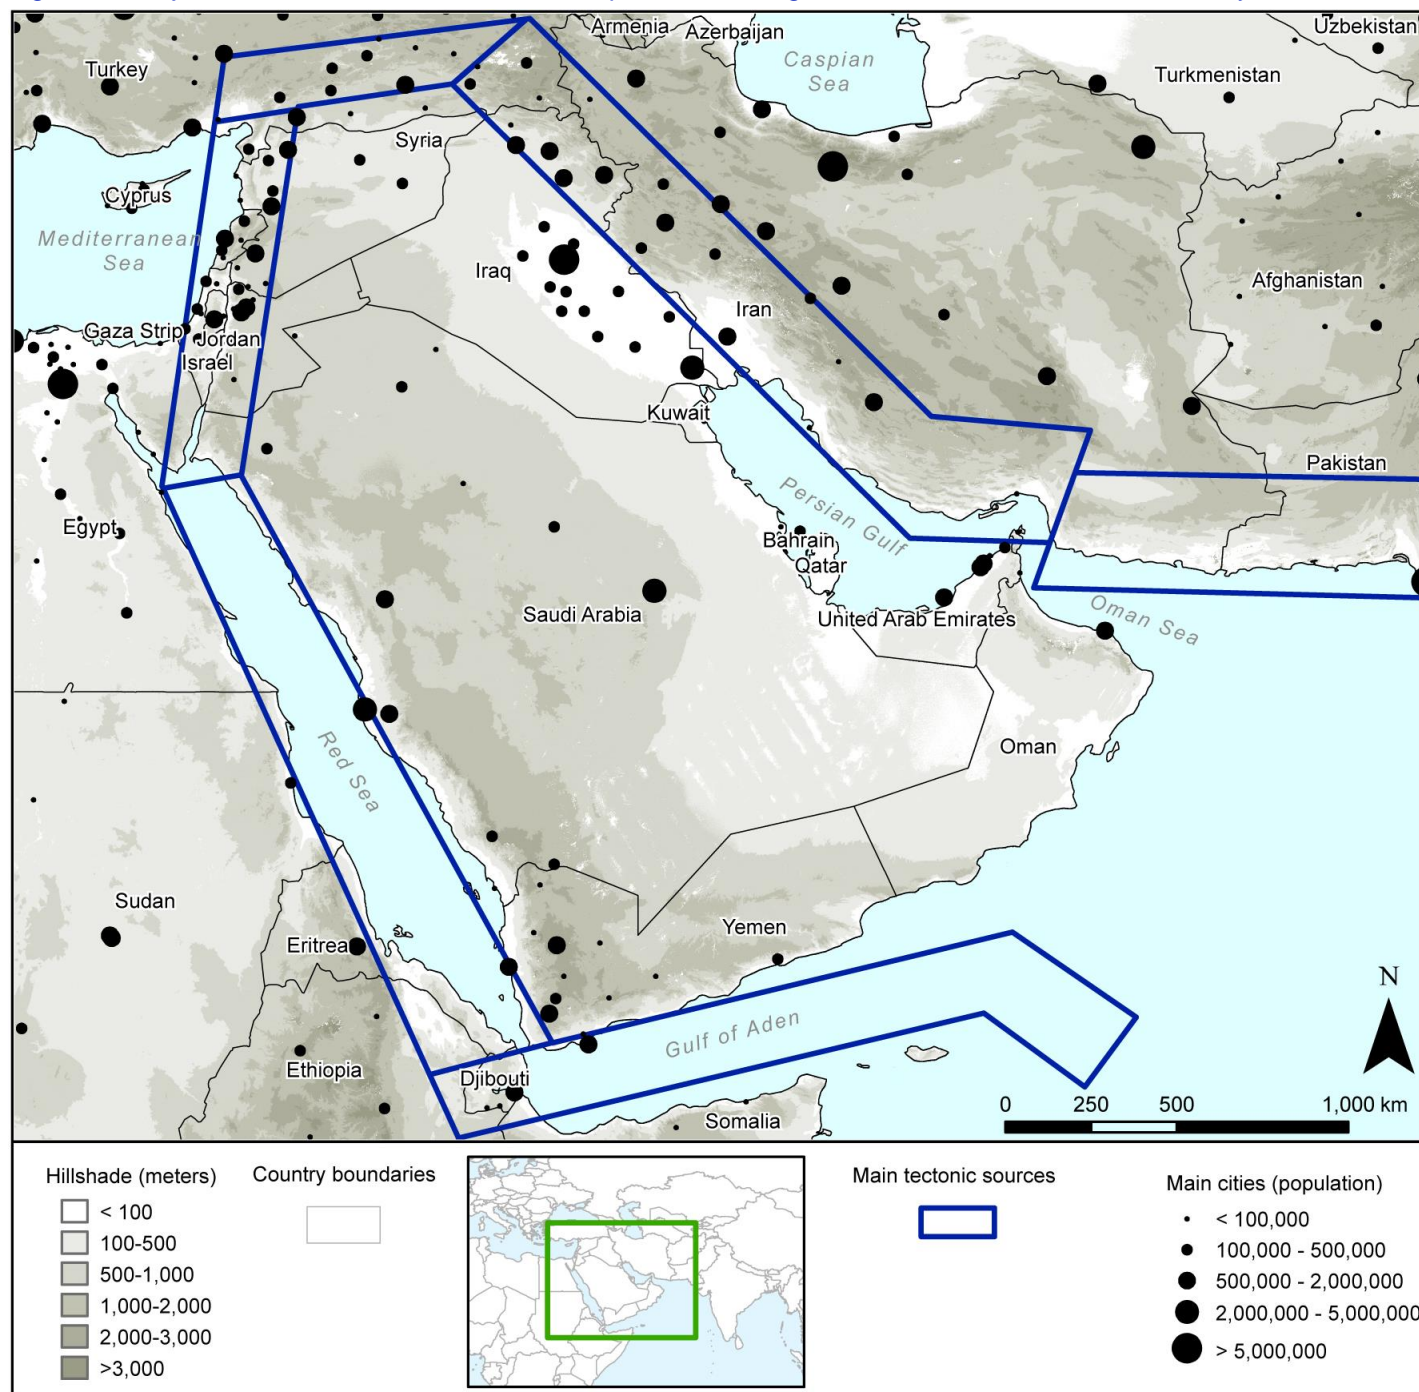 Armenia
Azerbaijan
Uzbekistan
Turkey
Caspian
Sea
Turkmenistan
Syria
Cyprus
Mediterranean
Sea
Iraq
Afghanistan
Iran
Gaza Strip
Jordan
Israel
Kuwait
Pakistan
Persian Gulf
Egypt
Bahrain
Qatar
Saudi Arabia
United Arab Emirates
Oman Sea
Oman
Red Sea
Sudan
Eritrea
Yemen
N
Gulf of Aden
Ethiopia
Djibouti
Somalia
0 250 500 1,000 km
Hillshade (meters)
< 100
100-500
500-1,000
1,000-2,000
2,000-3,000
>3,000
Country boundaries
Main tectonic sources
Main cities (population)
< 100,000
100,000 - 500,000
500,000 - 2,000,000
2,000,000 - 5,000,000
> 5,000,000